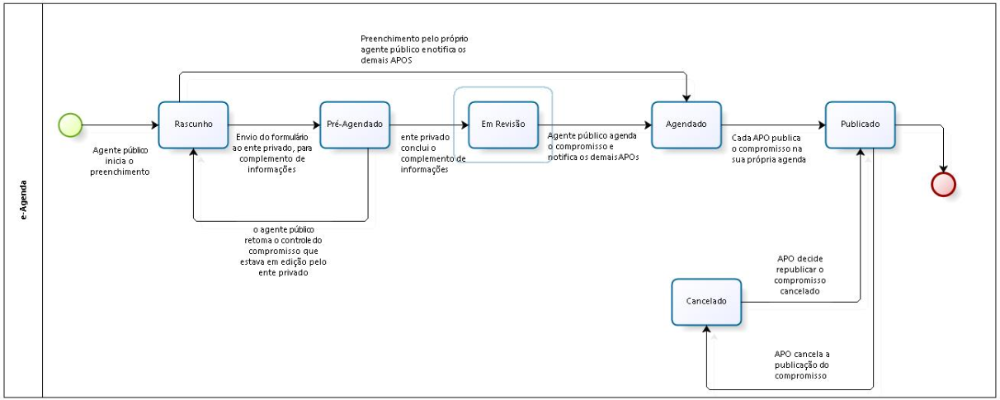 e-Agenda
Preenchimento pelo próprio
agente público e notifica os
demais APOS
Agente público
inicia o
preenchimento
Rascunho
Envio do formulário
ao ente privado, para
complemento de
informações
Pré-Agendado
ente privado
conclui o
complemento de
informações
Em Revisão
Agente público agenda
o compromisso e
notifica os demais APOs
Agendado
Cada APO publica
o compromisso na
sua própria agenda
Publicado
o agente público
retoma o controle do
compromisso que
estava em edição pelo
ente privado
APO decide
republicar o
compromisso
cancelado
Cancelado
APO cancela a
publicação do
compromisso